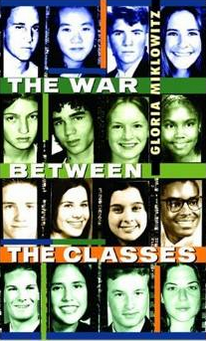 THE WAR
GLORIA MIKLOWITZ
BETWEEN
THE CLASSES